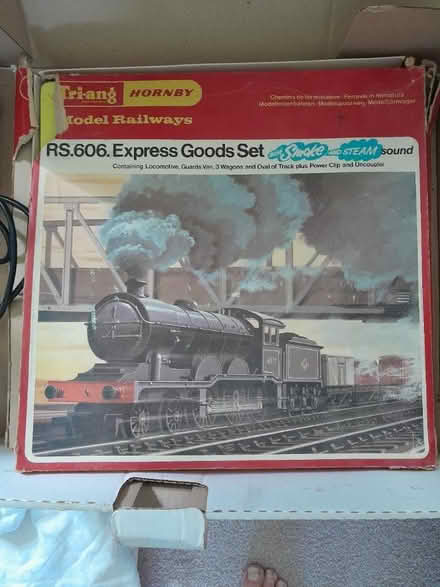 Tri-ang HORNBY
Model Railways
RS.606. Express Goods Set with Smoke AND STEAM sound
Containing Locomotive, Guards Van, 3 Wagons and Oval of Track plus Power Clip and Uncoupler